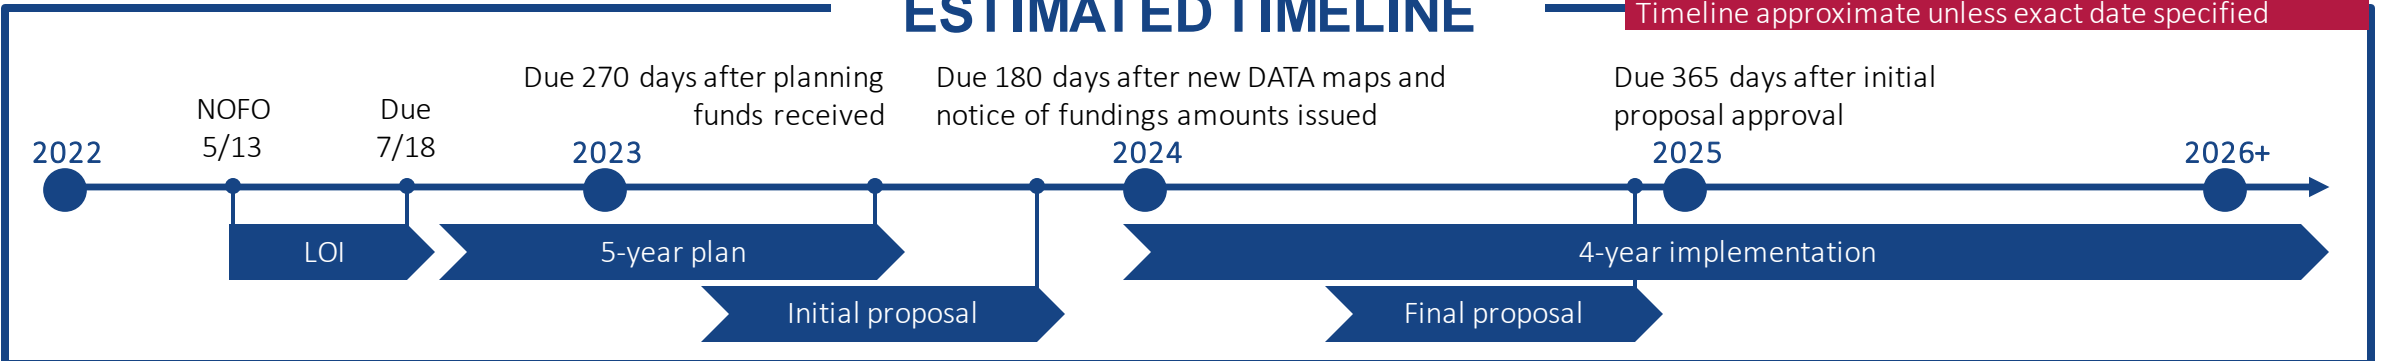 ESTIMATED TIMELINE
Timeline approximate unless exact date specified
Due 270 days after planning
funds received
Due 180 days after new DATA maps and
notice of fundings amounts issued
Due 365 days after initial
proposal approval
NOFO
5/13
Due
7/18
2022
2023
2024
2025
2026+
LOI
5-year plan
4-year implementation
Initial proposal
Final proposal